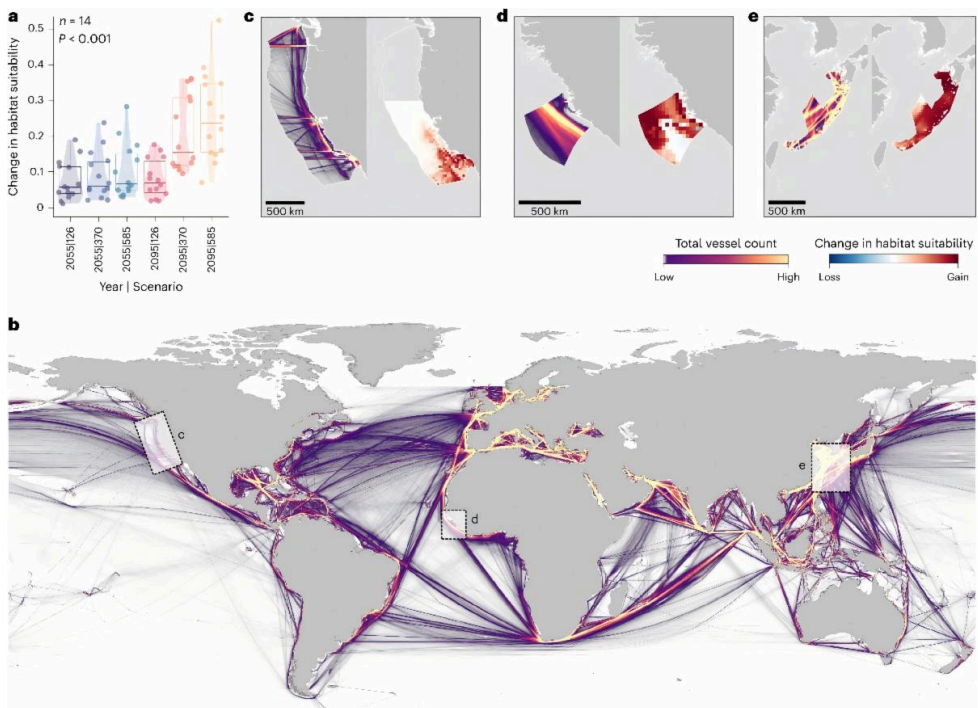 a
n = 14
P < 0.001
Change in habitat suitability
0.5
0.4
0.3
0.2
0.1
0
2055|126
2055|370
2055|585
2095|126
2095|370
2095|585
Year | Scenario
c
500 km
d
500 km
e
500 km
Total vessel count
Low
High
Change in habitat suitability
Loss
Gain
b
c
d
e